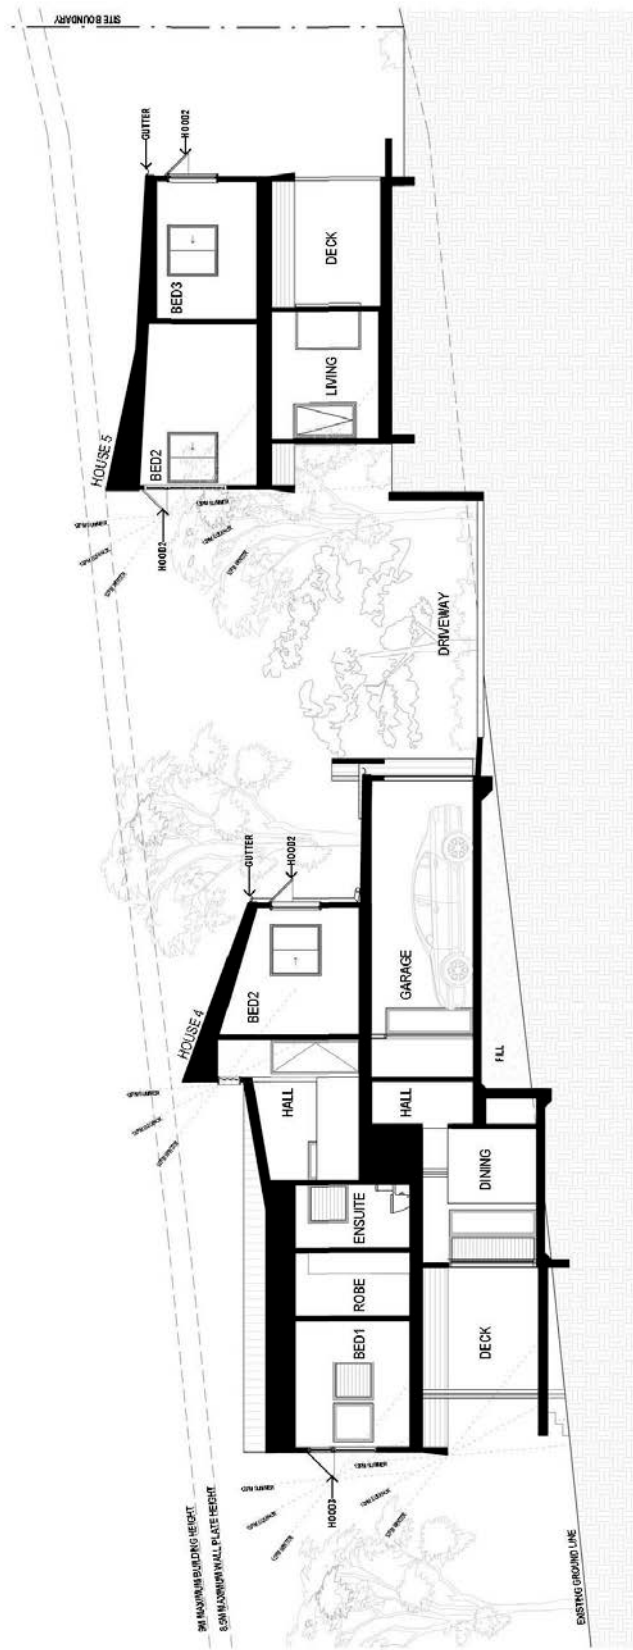 9M MAXIMUM BUILDING HEIGHT
8.5M MAXIMUM WALL PLATE HEIGHT
HOUSE 4
HOUSE 5
SITE BOUNDARY
GUTTER
HOOD2
BED2
HALL
ENSUITE
ROBE
BED1
HOOD3
GARAGE
HALL
DINING
DECK
FILL
EXISTING GROUND LINE
DRIVEWAY
HOOD2
BED2
BED3
GUTTER
HOOD2
LIVING
DECK